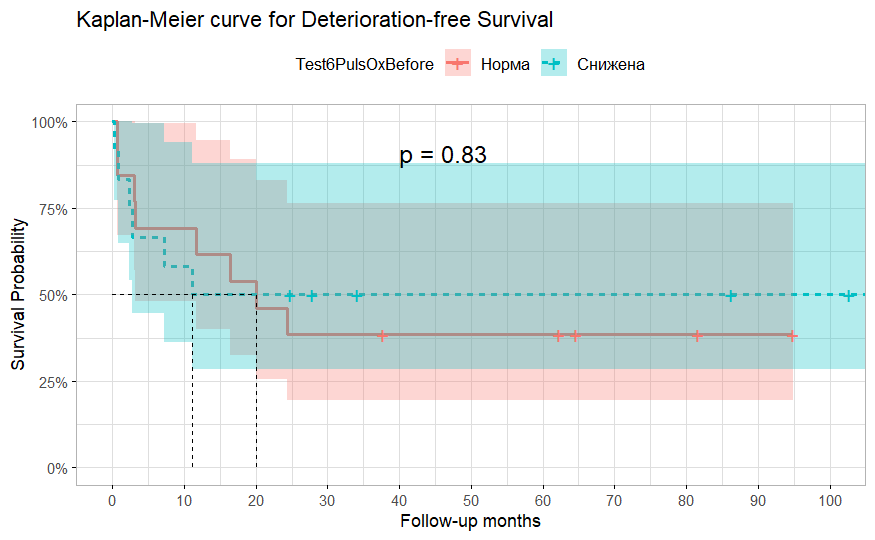 Kaplan-Meier curve for Deterioration-free Survival
Test6PulsOxBefore Норма Снижена
p = 0.83
Survival Probability
100%
75%
50%
25%
0%
0 10 20 30 40 50 60 70 80 90 100
Follow-up months